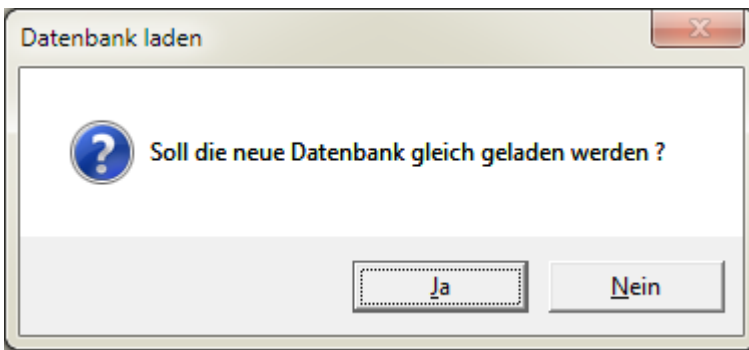 Datenbank laden
Soll die neue Datenbank gleich geladen werden ?
Ja
Nein